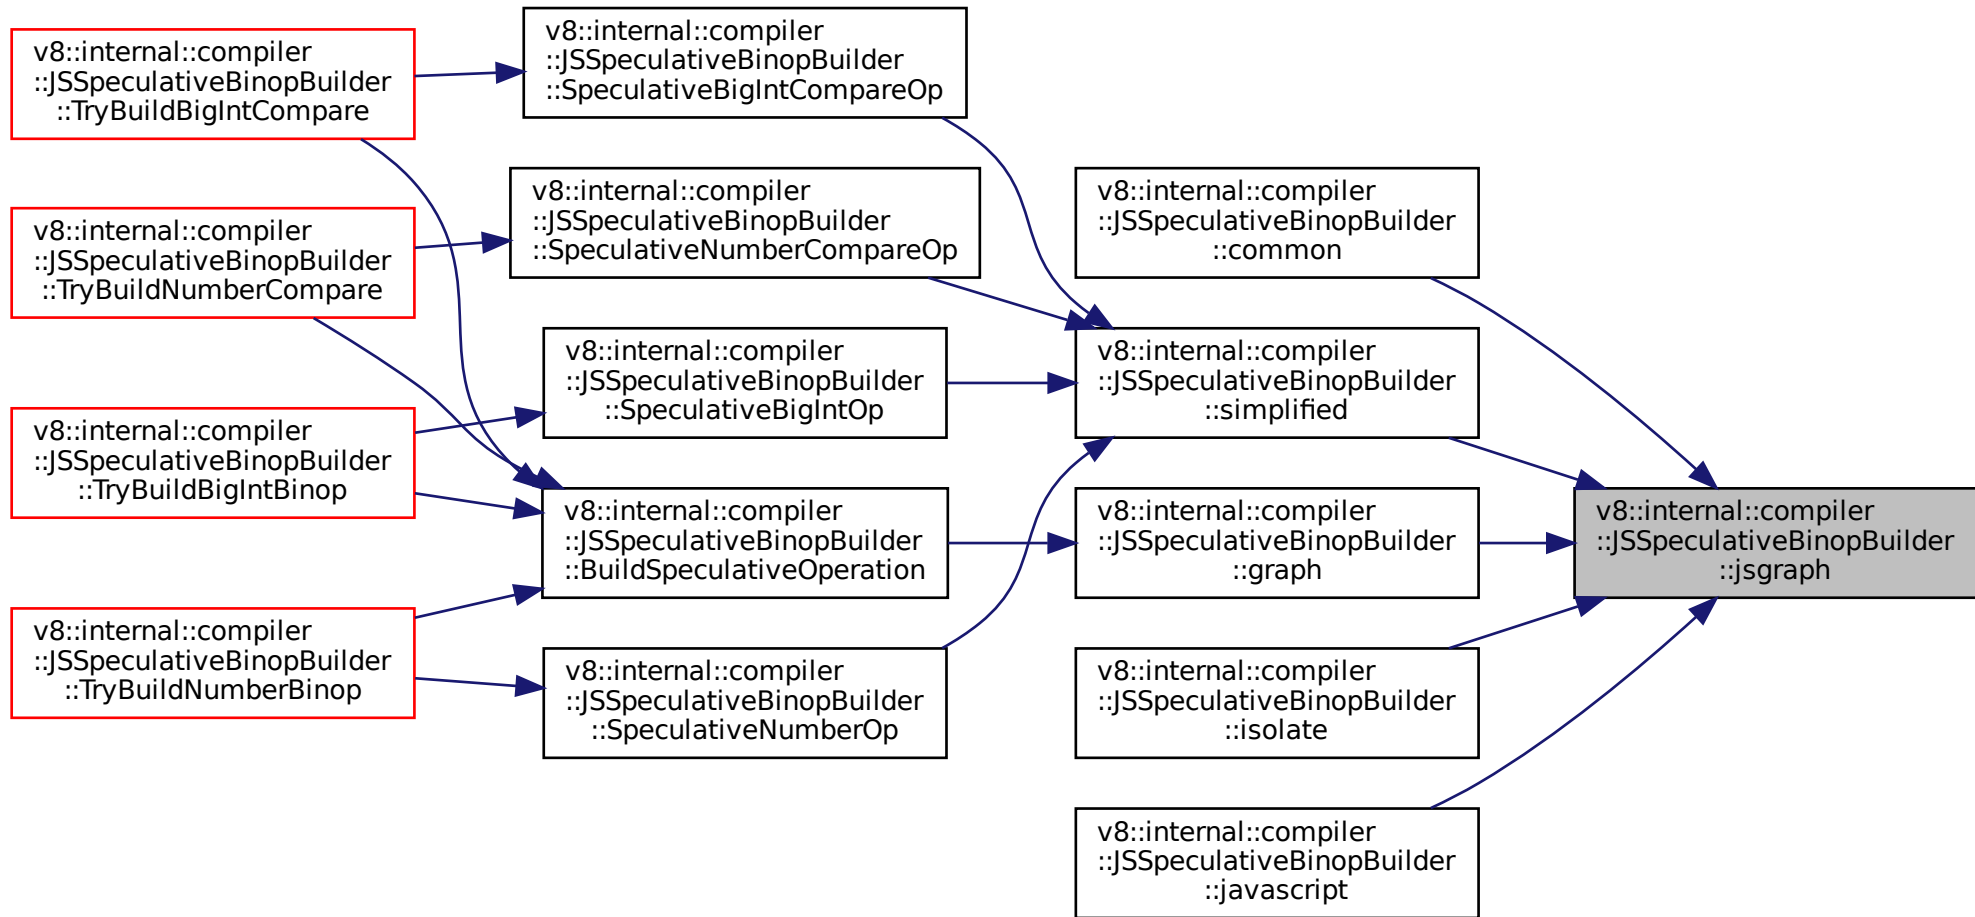 v8::internal::compiler
::JSSpeculativeBinopBuilder
::TryBuildBigIntCompare
v8::internal::compiler
::JSSpeculativeBinopBuilder
::TryBuildNumberCompare
v8::internal::compiler
::JSSpeculativeBinopBuilder
::TryBuildBigIntBinop
v8::internal::compiler
::JSSpeculativeBinopBuilder
::TryBuildNumberBinop
v8::internal::compiler
::JSSpeculativeBinopBuilder
::SpeculativeBigIntCompareOp
v8::internal::compiler
::JSSpeculativeBinopBuilder
::SpeculativeNumberCompareOp
v8::internal::compiler
::JSSpeculativeBinopBuilder
::SpeculativeBigIntOp
v8::internal::compiler
::JSSpeculativeBinopBuilder
::BuildSpeculativeOperation
v8::internal::compiler
::JSSpeculativeBinopBuilder
::SpeculativeNumberOp
v8::internal::compiler
::JSSpeculativeBinopBuilder
::common
v8::internal::compiler
::JSSpeculativeBinopBuilder
::simplified
v8::internal::compiler
::JSSpeculativeBinopBuilder
::graph
v8::internal::compiler
::JSSpeculativeBinopBuilder
::isolate
v8::internal::compiler
::JSSpeculativeBinopBuilder
::javascript
v8::internal::compiler
::JSSpeculativeBinopBuilder
::jsgraph